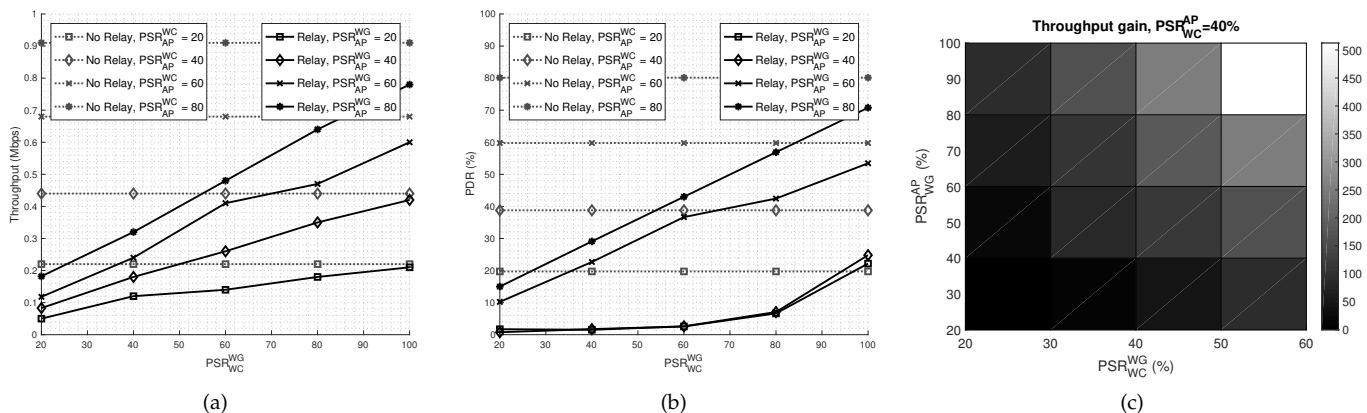 1
0.9
0.8
0.7
0.6
0.5
0.4
0.3
0.2
0.1
0
Throughput (Mbps)
No Relay, PSR^WC_AP = 20
No Relay, PSR^WC_AP = 40
No Relay, PSR^WC_AP = 60
No Relay, PSR^WC_AP = 80
Relay, PSR^WG_AP = 20
Relay, PSR^WG_AP = 40
Relay, PSR^WG_AP = 60
Relay, PSR^WG_AP = 80
20 30 40 50 60 70 80 90 100
PSR^WG_WC
(a)
100
90
80
70
60
50
40
30
20
10
0
PDR (%)
No Relay, PSR^WC_AP = 20
No Relay, PSR^WC_AP = 40
No Relay, PSR^WC_AP = 60
No Relay, PSR^WC_AP = 80
Relay, PSR^WG_AP = 20
Relay, PSR^WG_AP = 40
Relay, PSR^WG_AP = 60
Relay, PSR^WG_AP = 80
20 30 40 50 60 70 80 90 100
PSR^WG_WC
(b)
Throughput gain, PSR^AP_WC=40%
100
90
80
70
60
50
40
30
20
PSR^AP_WG (%)
20 30 40 50 60
PSR^WG_WC (%)
500
450
400
350
300
250
200
150
100
50
0
(c)